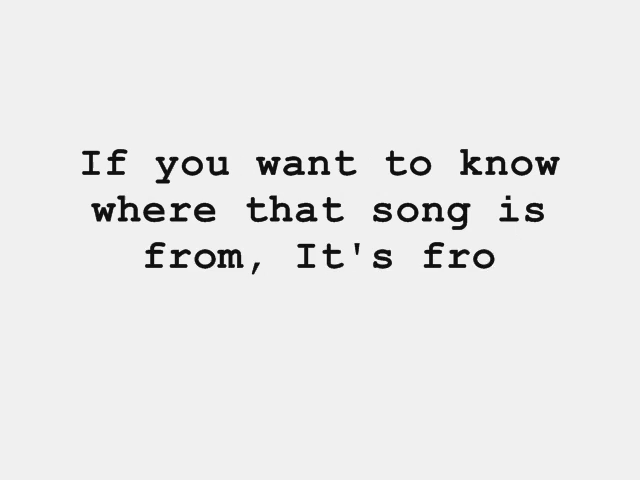 If you want to know
where that song is
from, It's fro